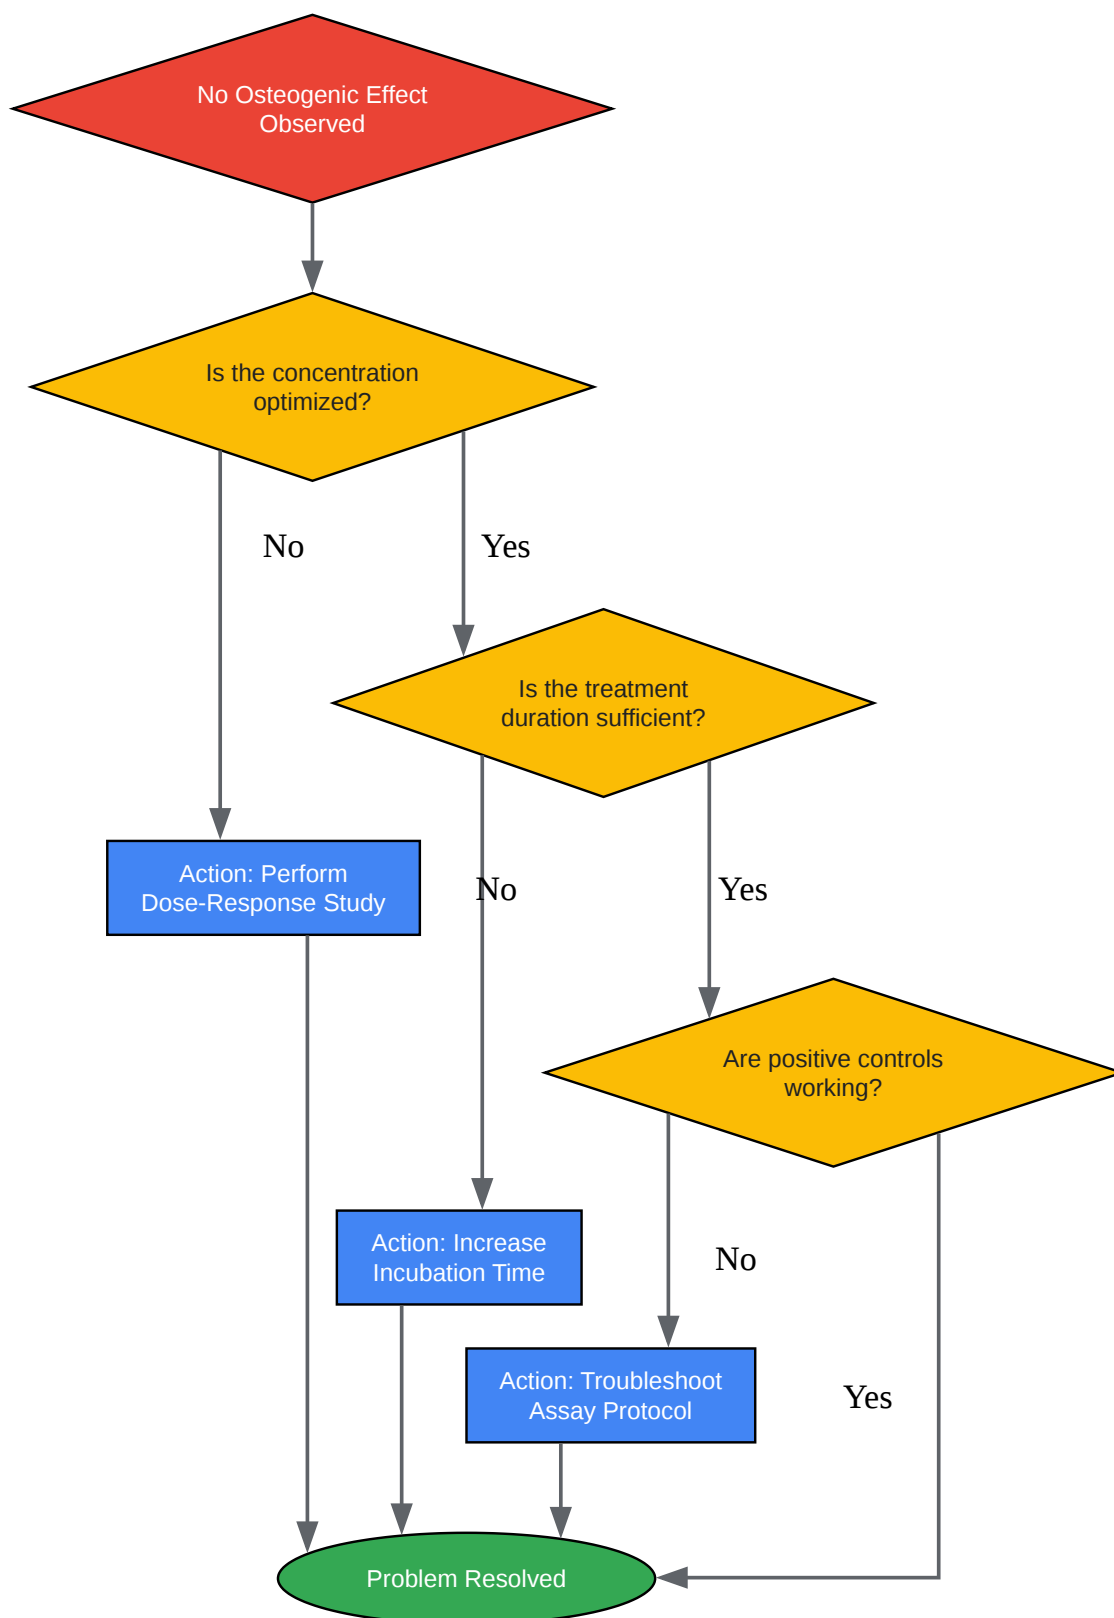 No Osteogenic Effect
Observed
Is the concentration
optimized?
No
Yes
Is the treatment
duration sufficient?
Action: Perform
Dose-Response Study
No
Yes
Are positive controls
working?
Action: Increase
Incubation Time
No
Action: Troubleshoot
Assay Protocol
Yes
Problem Resolved